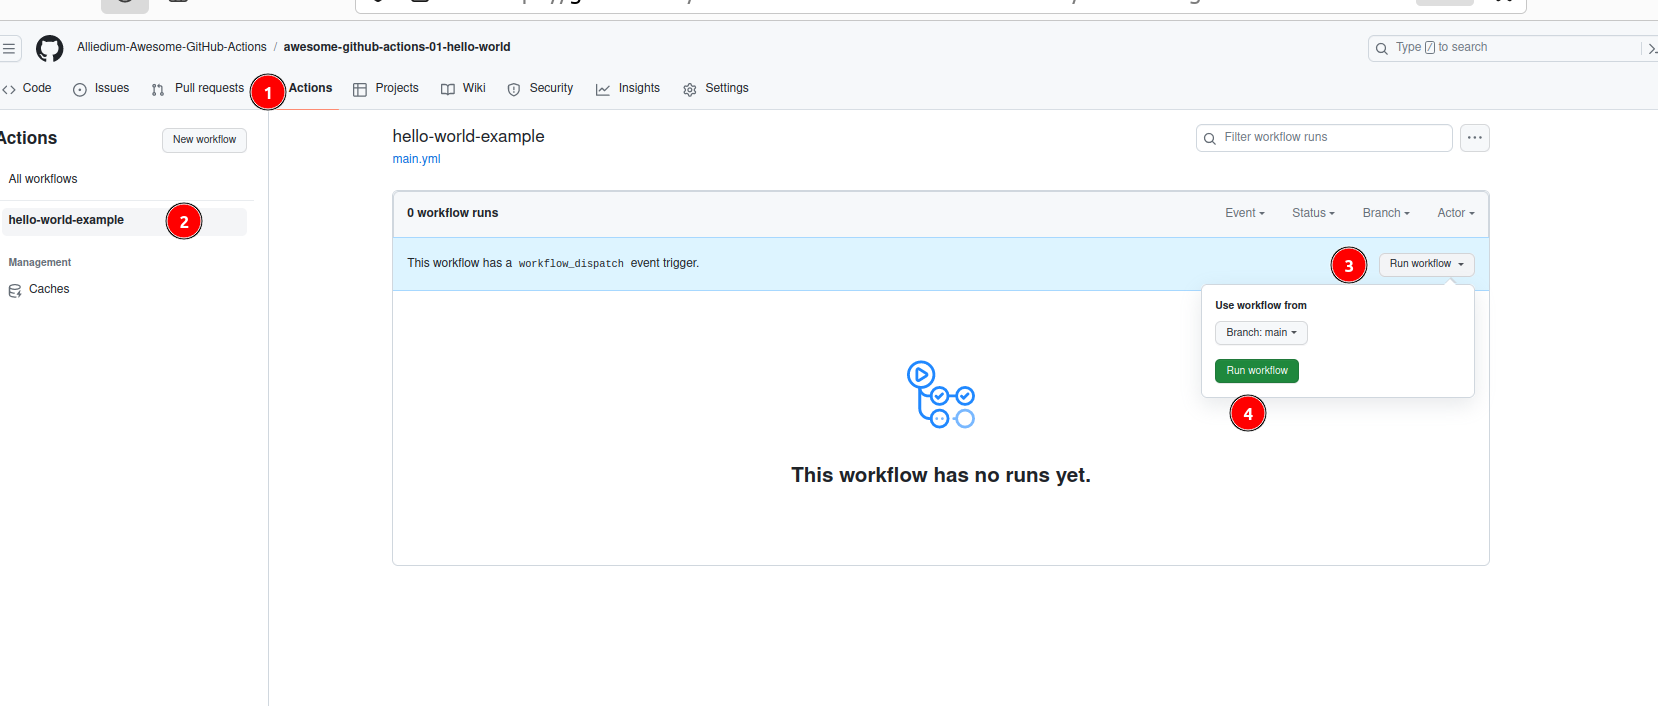 Alliedium-Awesome-GitHub-Actions / awesome-github-actions-01-hello-world
Type / to search
Code Issues Pull requests 1 Actions Projects Wiki Security Insights Settings
Actions
New workflow
All workflows
hello-world-example 2
Management
Caches
hello-world-example
main.yml
Filter workflow runs
0 workflow runs
Event Status Branch Actor
This workflow has a workflow_dispatch event trigger.
3 Run workflow
Use workflow from
Branch: main
Run workflow
4
This workflow has no runs yet.